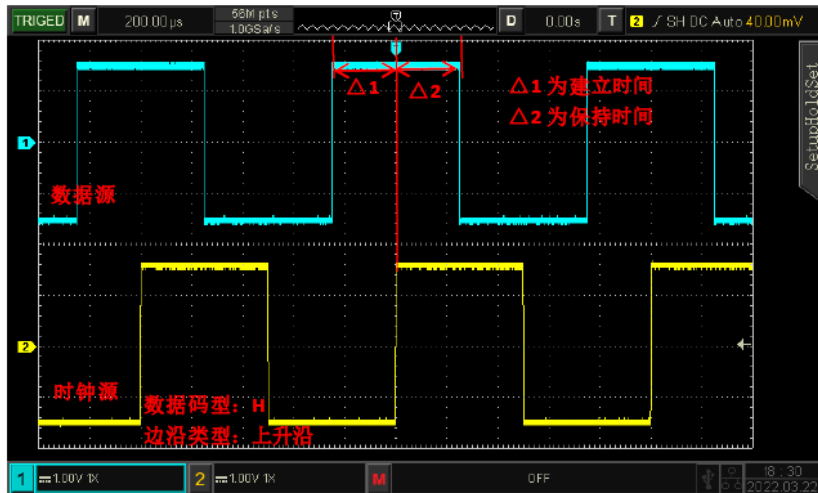 TRIGED M 200.00μs 56M pts D 0.00s T 2 SH DC Auto 40.00mV
1.0GSa/s
T
SetupHoldSet
△1 △2 △1 为建立时间
△2 为保持时间
1
数据源
2
时钟源
数据码型：H
边沿类型：上升沿
1 1.00V 1X 2 1.00V 1X M OFF 18:30
2022.03.22